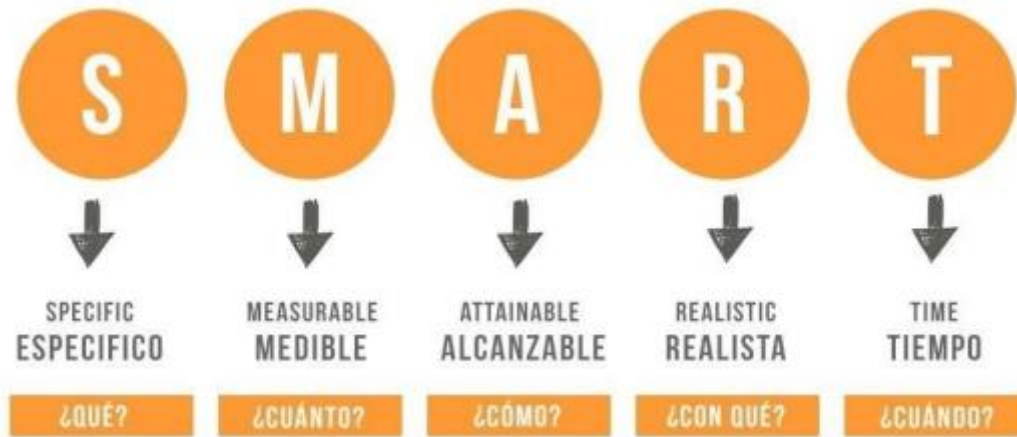 S M A R T
SPECIFIC MEASURABLE ATTAINABLE REALISTIC TIME
ESPECIFICO MEDIBLE ALCANZABLE REALISTA TIEMPO
¿QUÉ? ¿CUÁNTO? ¿CÓMO? ¿CON QUÉ? ¿CUÁNDO?